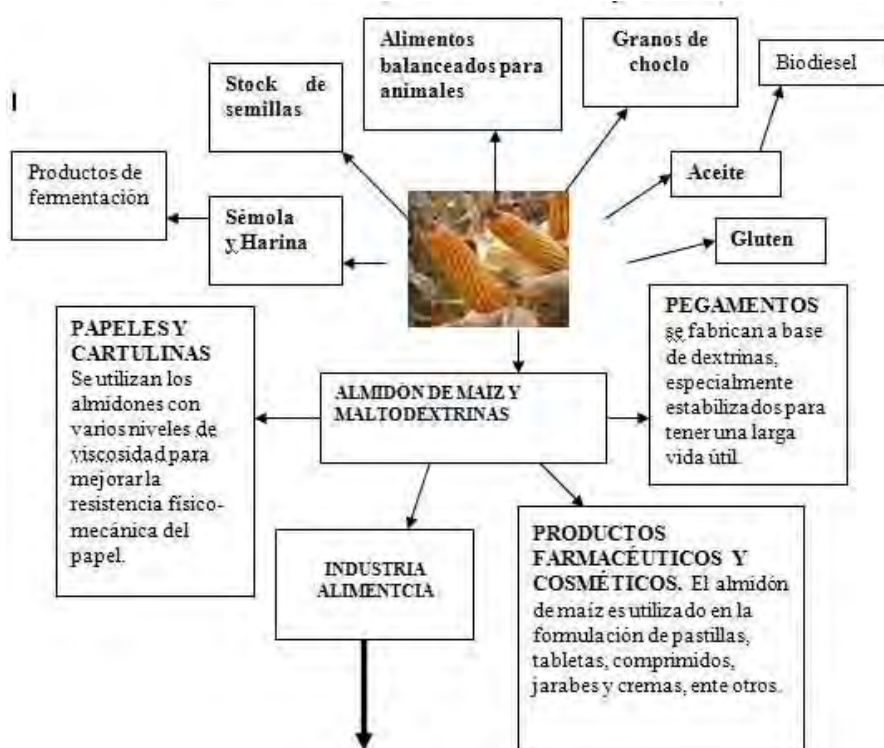 Alimentos
balanceados para
animales
Granos de
choclo
Biodiesel
Stock de
semillas
Productos de
fermentación
Sémola
y Harina
Aceite
Gluten
PAPELES Y
CARTULINAS
Se utilizan los
almidones con
varios niveles de
viscosidad para
mejorar la
resistencia físico-
mecánica del
papel.
ALMIDÓN DE MAIZ Y
MALTODEXTRINAS
PEGAMENTOS
se fabrican a base
de dextrinas,
especialmente
estabilizados para
tener una larga
vida útil.
INDUSTRIA
ALIMENTCIA
PRODUCTOS
FARMACÉUTICOS Y
COSMÉTICOS. El almidón
de maíz es utilizado en la
formulación de pastillas,
tabletas, comprimidos,
jarabes y cremas, ente otros.